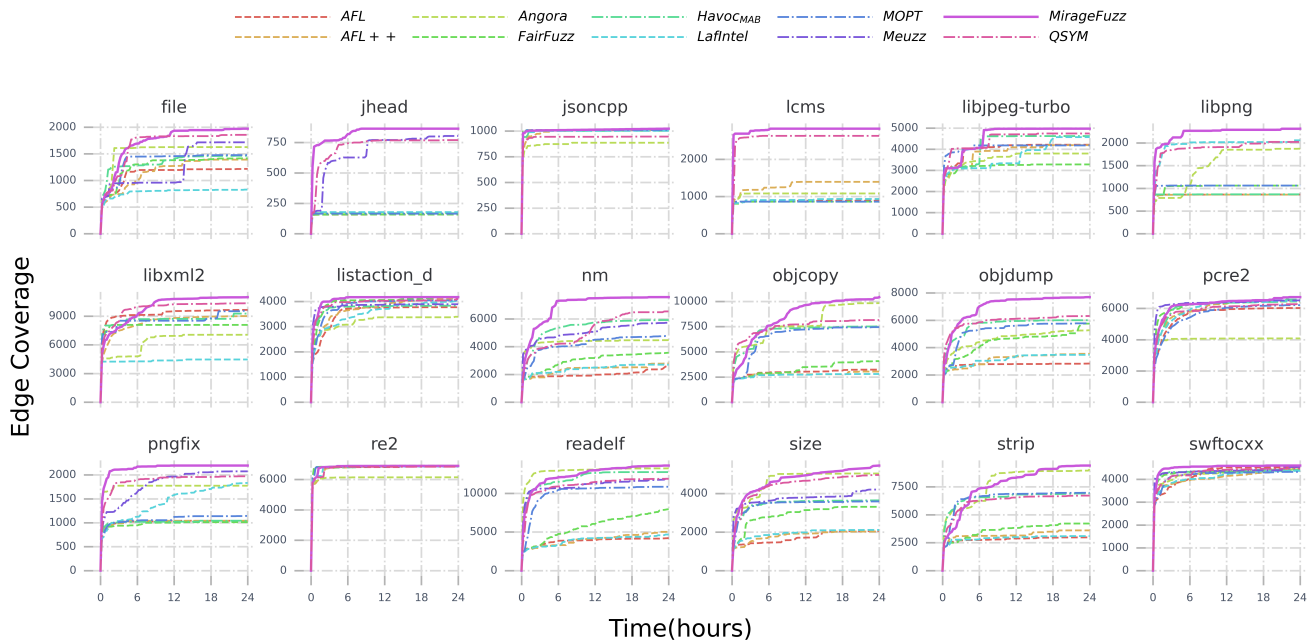 AFL Angora Havoc_MAB MOPT MirageFuzz
AFL++ FairFuzz LafIntel Meuzz QSYM
file jhead jsoncpp lcms libjpeg-turbo libpng
2000 1500 1000 500 0
750 500 250 0
1000 750 500 250 0
2000 1000 0
5000 4000 3000 2000 1000 0
2000 1500 1000 500 0
Edge Coverage
libxml2 listaction_d nm objcopy objdump pcre2
9000 6000 3000 0
4000 3000 2000 1000 0
6000 4000 2000 0
10000 7500 5000 2500 0
8000 6000 4000 2000 0
6000 4000 2000 0
pngfix re2 readelf size strip swftocxx
2000 1500 1000 500 0
6000 4000 2000 0
10000 5000 0
4000 2000 0
7500 5000 2500 0
4000 3000 2000 1000 0
0 6 12 18 24 0 6 12 18 24 0 6 12 18 24 0 6 12 18 24 0 6 12 18 24 0 6 12 18 24
Time(hours)